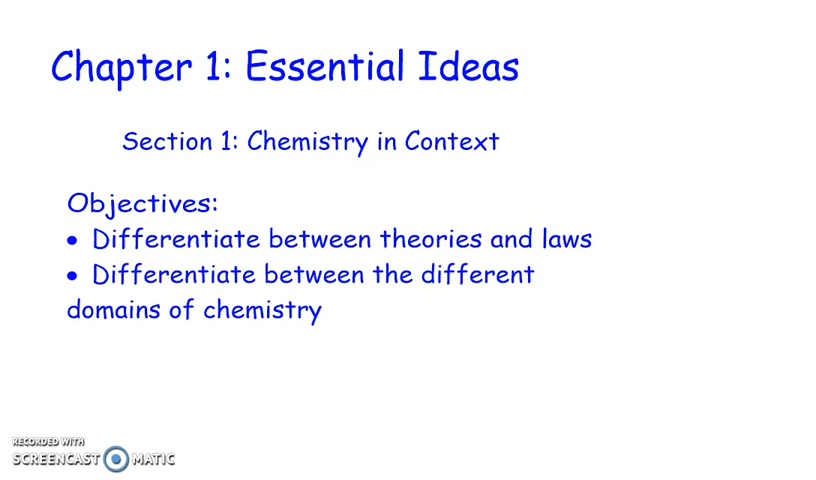 Chapter 1: Essential Ideas
Section 1: Chemistry in Context
Objectives:
• Differentiate between theories and laws
• Differentiate between the different
domains of chemistry
RECORDED WITH
SCREENCAST MATIC